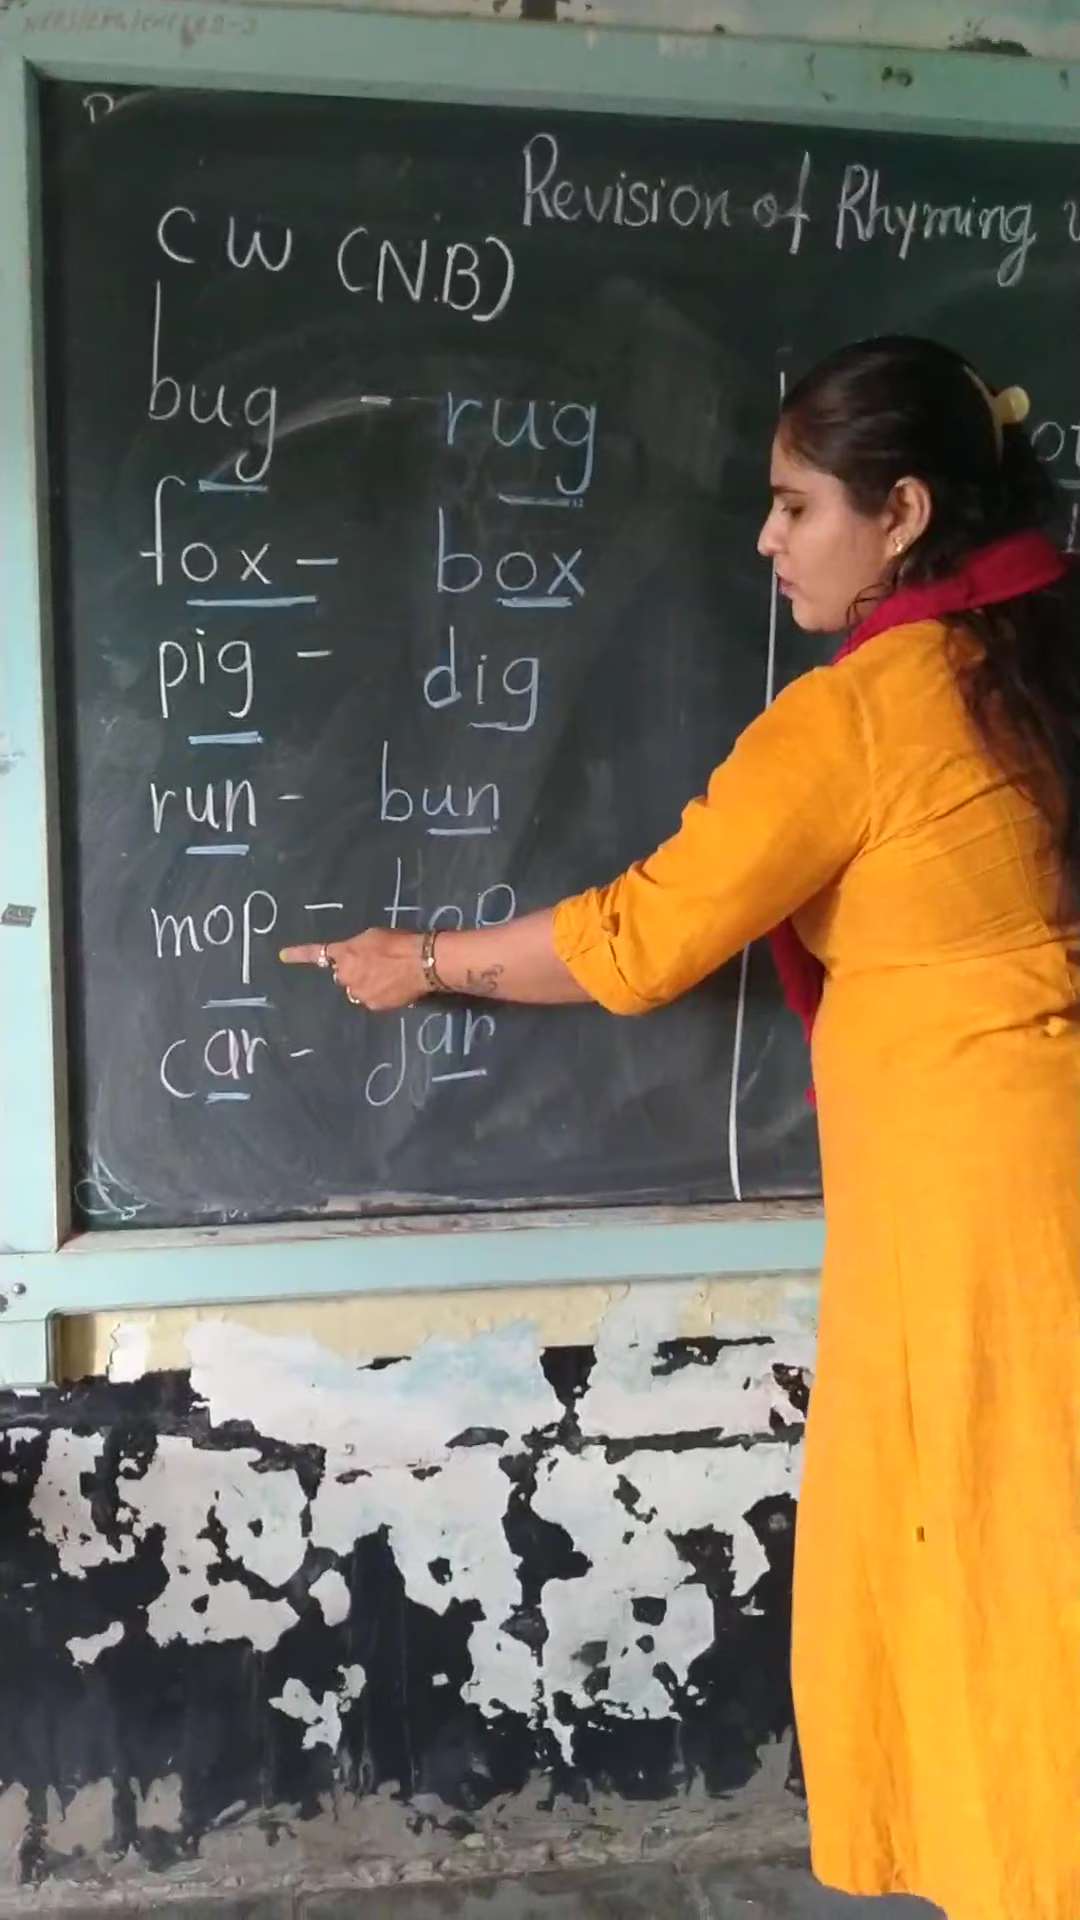 Revision of Rhyming
CW (N.B)
bug - rug
fox - box
pig - dig
run - bun
mop - top
car - jar